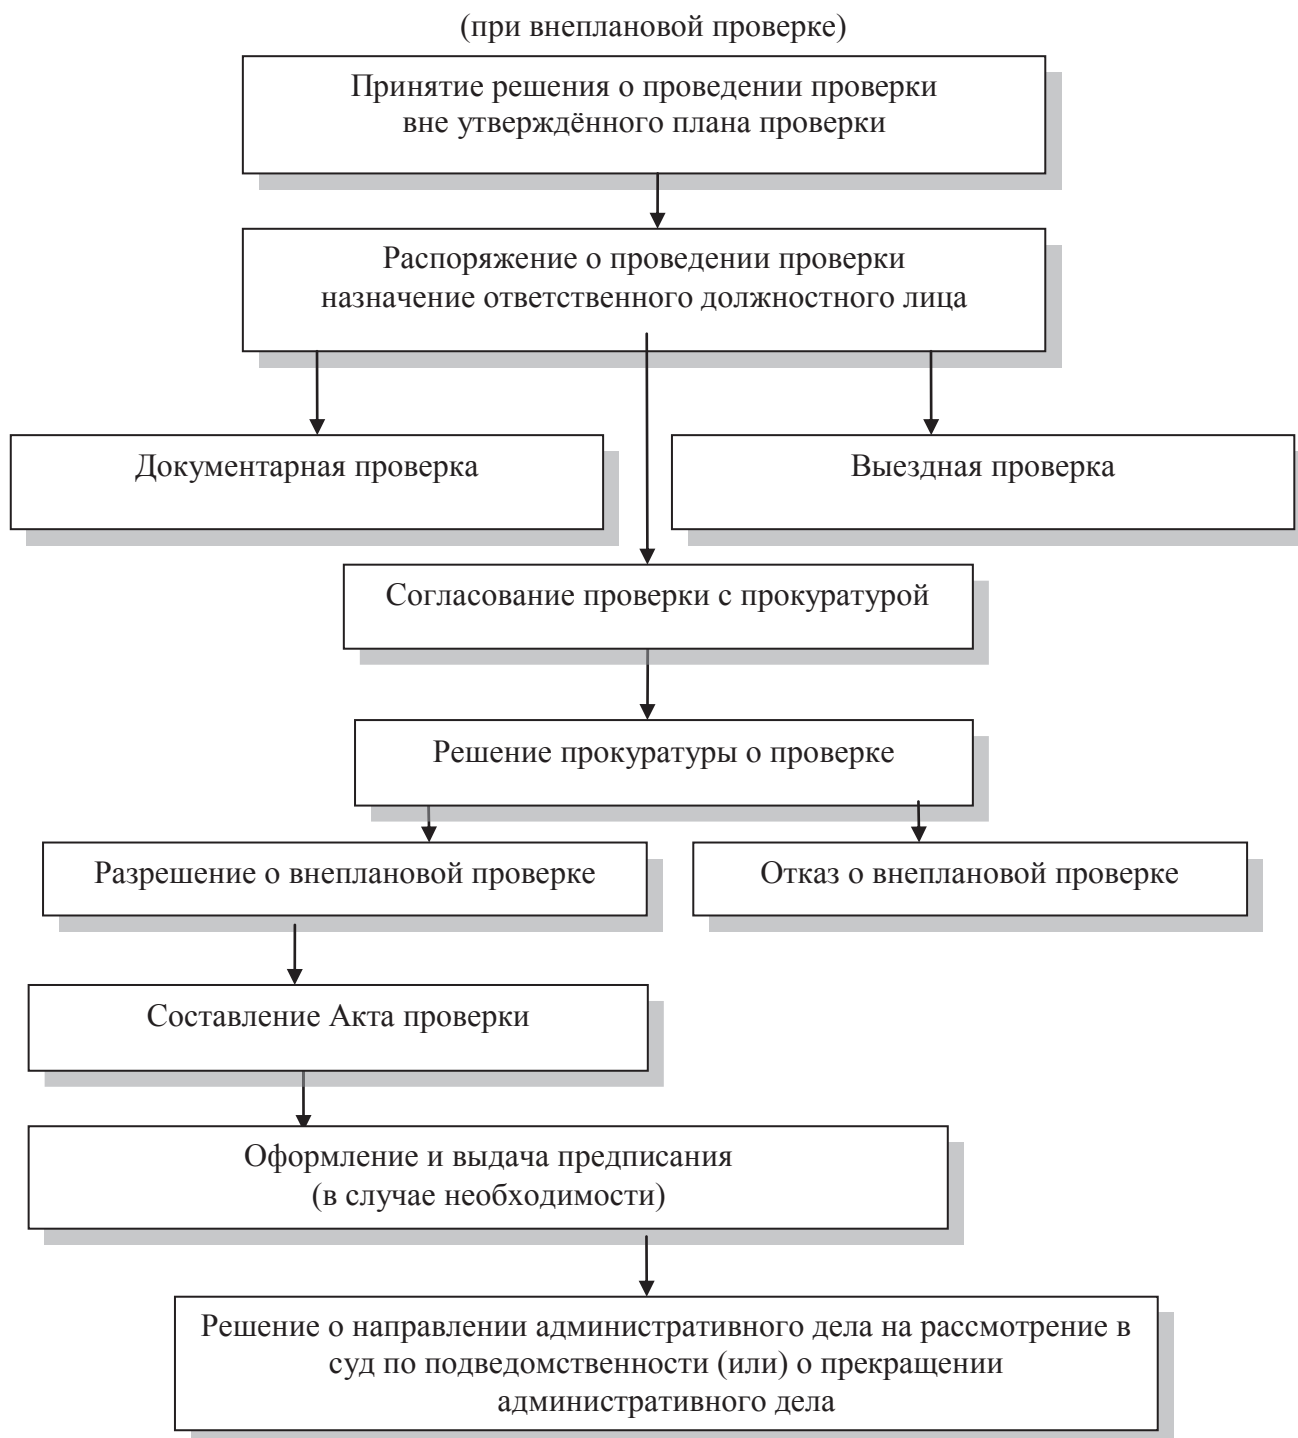 (при внеплановой проверке)
Принятие решения о проведении проверки
вне утверждённого плана проверки
Распоряжение о проведении проверки
назначение ответственного должностного лица
Документарная проверка
Выездная проверка
Согласование проверки с прокуратурой
Решение прокуратуры о проверке
Разрешение о внеплановой проверке
Отказ о внеплановой проверке
Составление Акта проверки
Оформление и выдача предписания
(в случае необходимости)
Решение о направлении административного дела на рассмотрение в
суд по подведомственности (или) о прекращении
административного дела